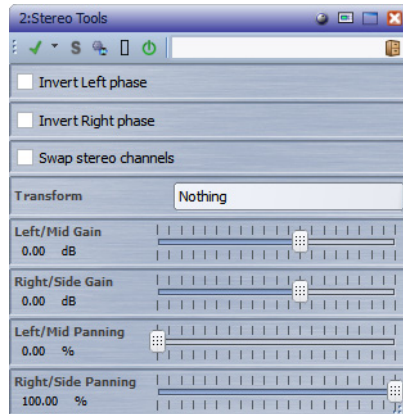 2:Stereo Tools
S
Invert Left phase
Invert Right phase
Swap stereo channels
Transform Nothing
Left/Mid Gain
0.00 dB
Right/Side Gain
0.00 dB
Left/Mid Panning
0.00 %
Right/Side Panning
100.00 %